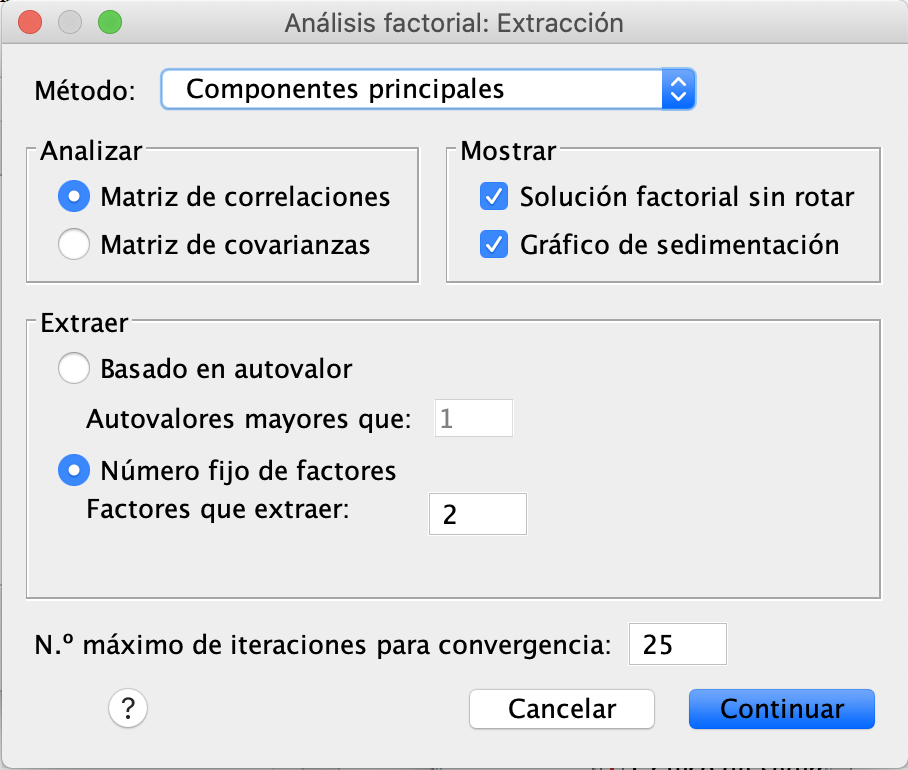 Análisis factorial: Extracción
Método: Componentes principales
Analizar
Matriz de correlaciones
Matriz de covarianzas
Mostrar
Solución factorial sin rotar
Gráfico de sedimentación
Extraer
Basado en autovalor
Autovalores mayores que: 1
Número fijo de factores
Factores que extraer: 2
N.º máximo de iteraciones para convergencia: 25
? Cancelar Continuar